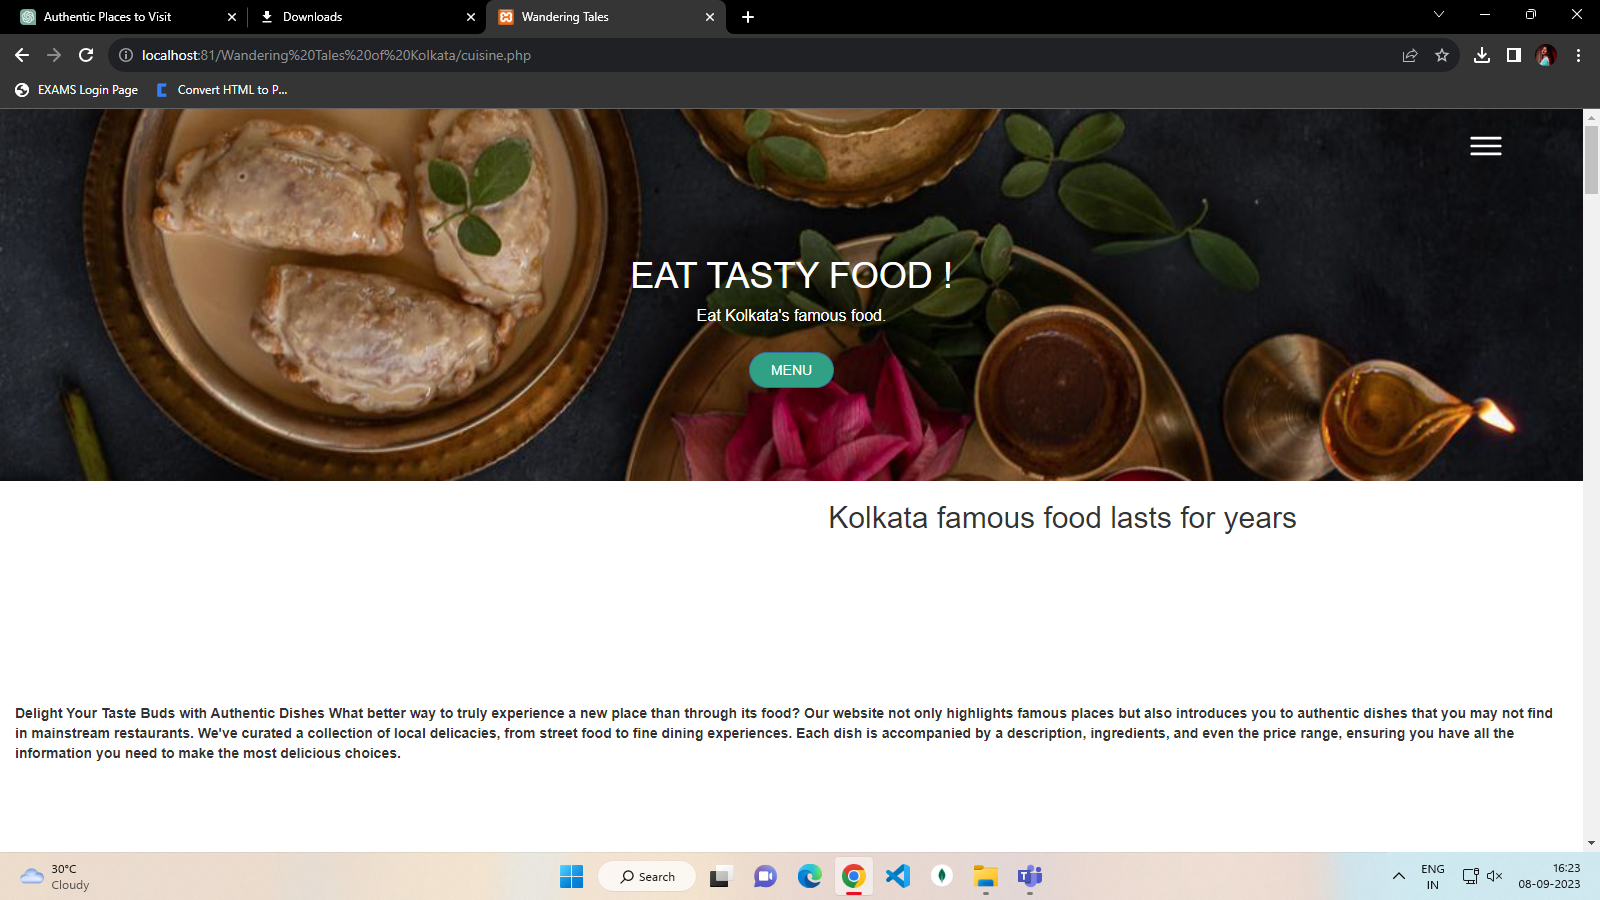 Authentic Places to Visit
Downloads
Wandering Tales
localhost:81/Wandering%20Tales%20of%20Kolkata/cuisine.php
EXAMS Login Page
Convert HTML to P...
EAT TASTY FOOD !
Eat Kolkata's famous food.
MENU
Kolkata famous food lasts for years
Delight Your Taste Buds with Authentic Dishes What better way to truly experience a new place than through its food? Our website not only highlights famous places but also introduces you to authentic dishes that you may not find
in mainstream restaurants. We've curated a collection of local delicacies, from street food to fine dining experiences. Each dish is accompanied by a description, ingredients, and even the price range, ensuring you have all the
information you need to make the most delicious choices.
30°C
Cloudy
Search
ENG
IN
16:23
08-09-2023